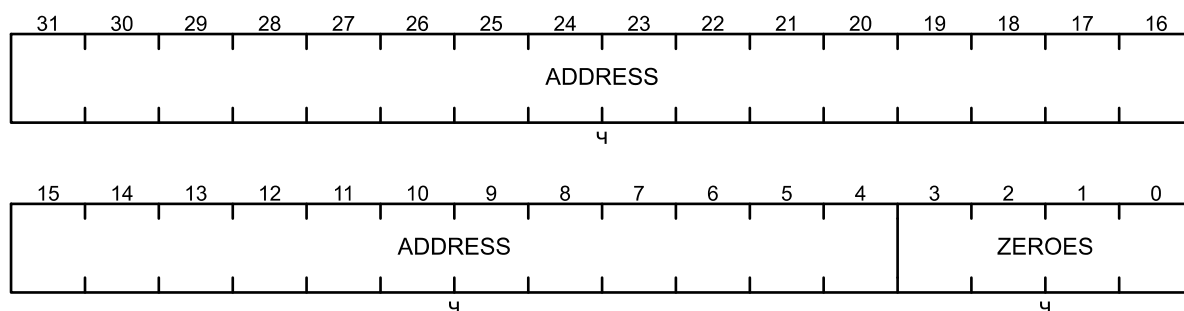 31 30 29 28 27 26 25 24 23 22 21 20 19 18 17 16
ADDRESS
ч
15 14 13 12 11 10 9 8 7 6 5 4 3 2 1 0
ADDRESS ZEROES
ч ч